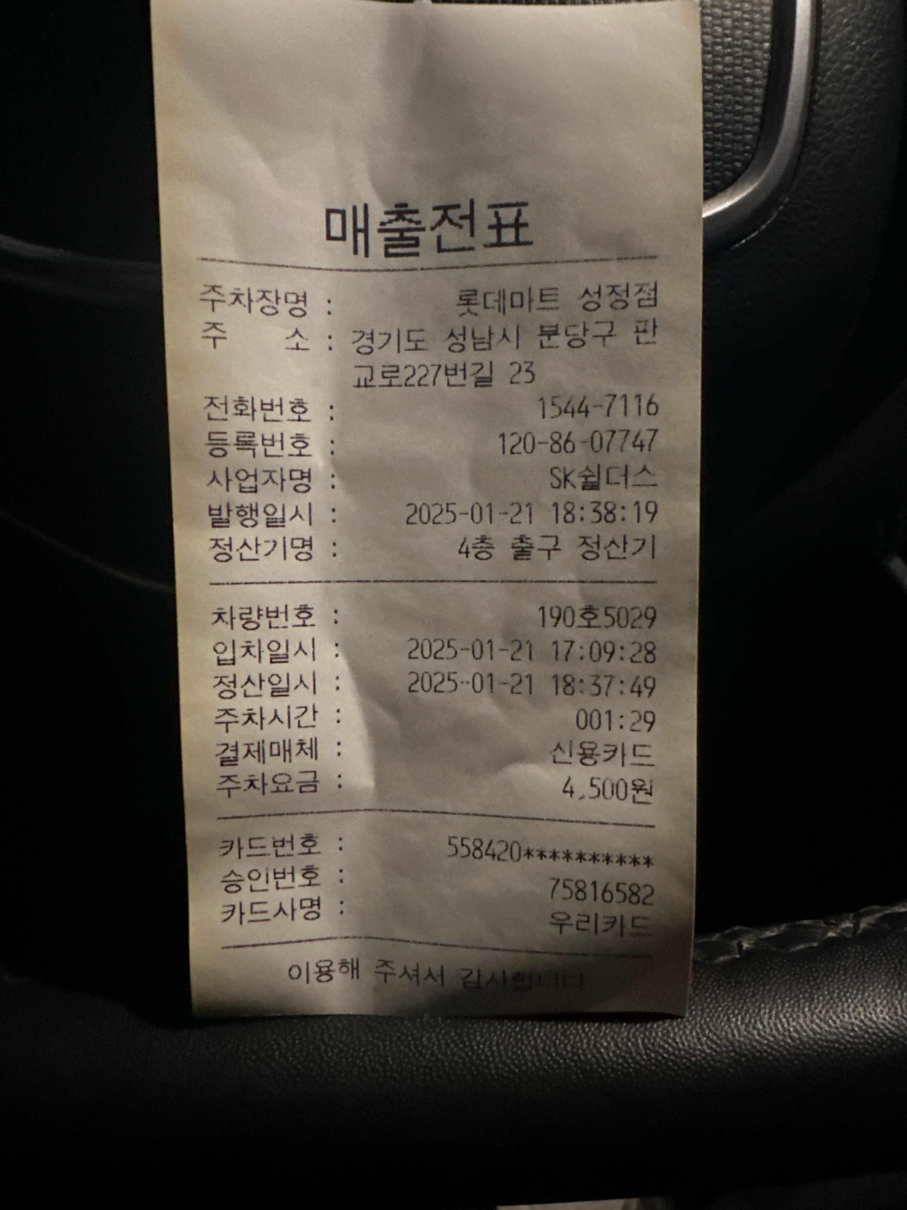 매출전표
주차장명 : 롯데마트 성정점
주 소 : 경기도 성남시 분당구 판
교로227번길 23
전화번호 : 1544-7116
등록번호 : 120-86-07747
사업자명 : SK쉴더스
발행일시 : 2025-01-21 18:38:19
정산기명 : 4층 출구 정산기
차량번호 : 190호5029
입차일시 : 2025-01-21 17:09:28
정산일시 : 2025-01-21 18:37:49
주차시간 : 001:29
결제매체 : 신용카드
주차요금 : 4,500원
카드번호 : 558420**********
승인번호 : 75816582
카드사명 : 우리카드
이용해 주셔서 감사합니다